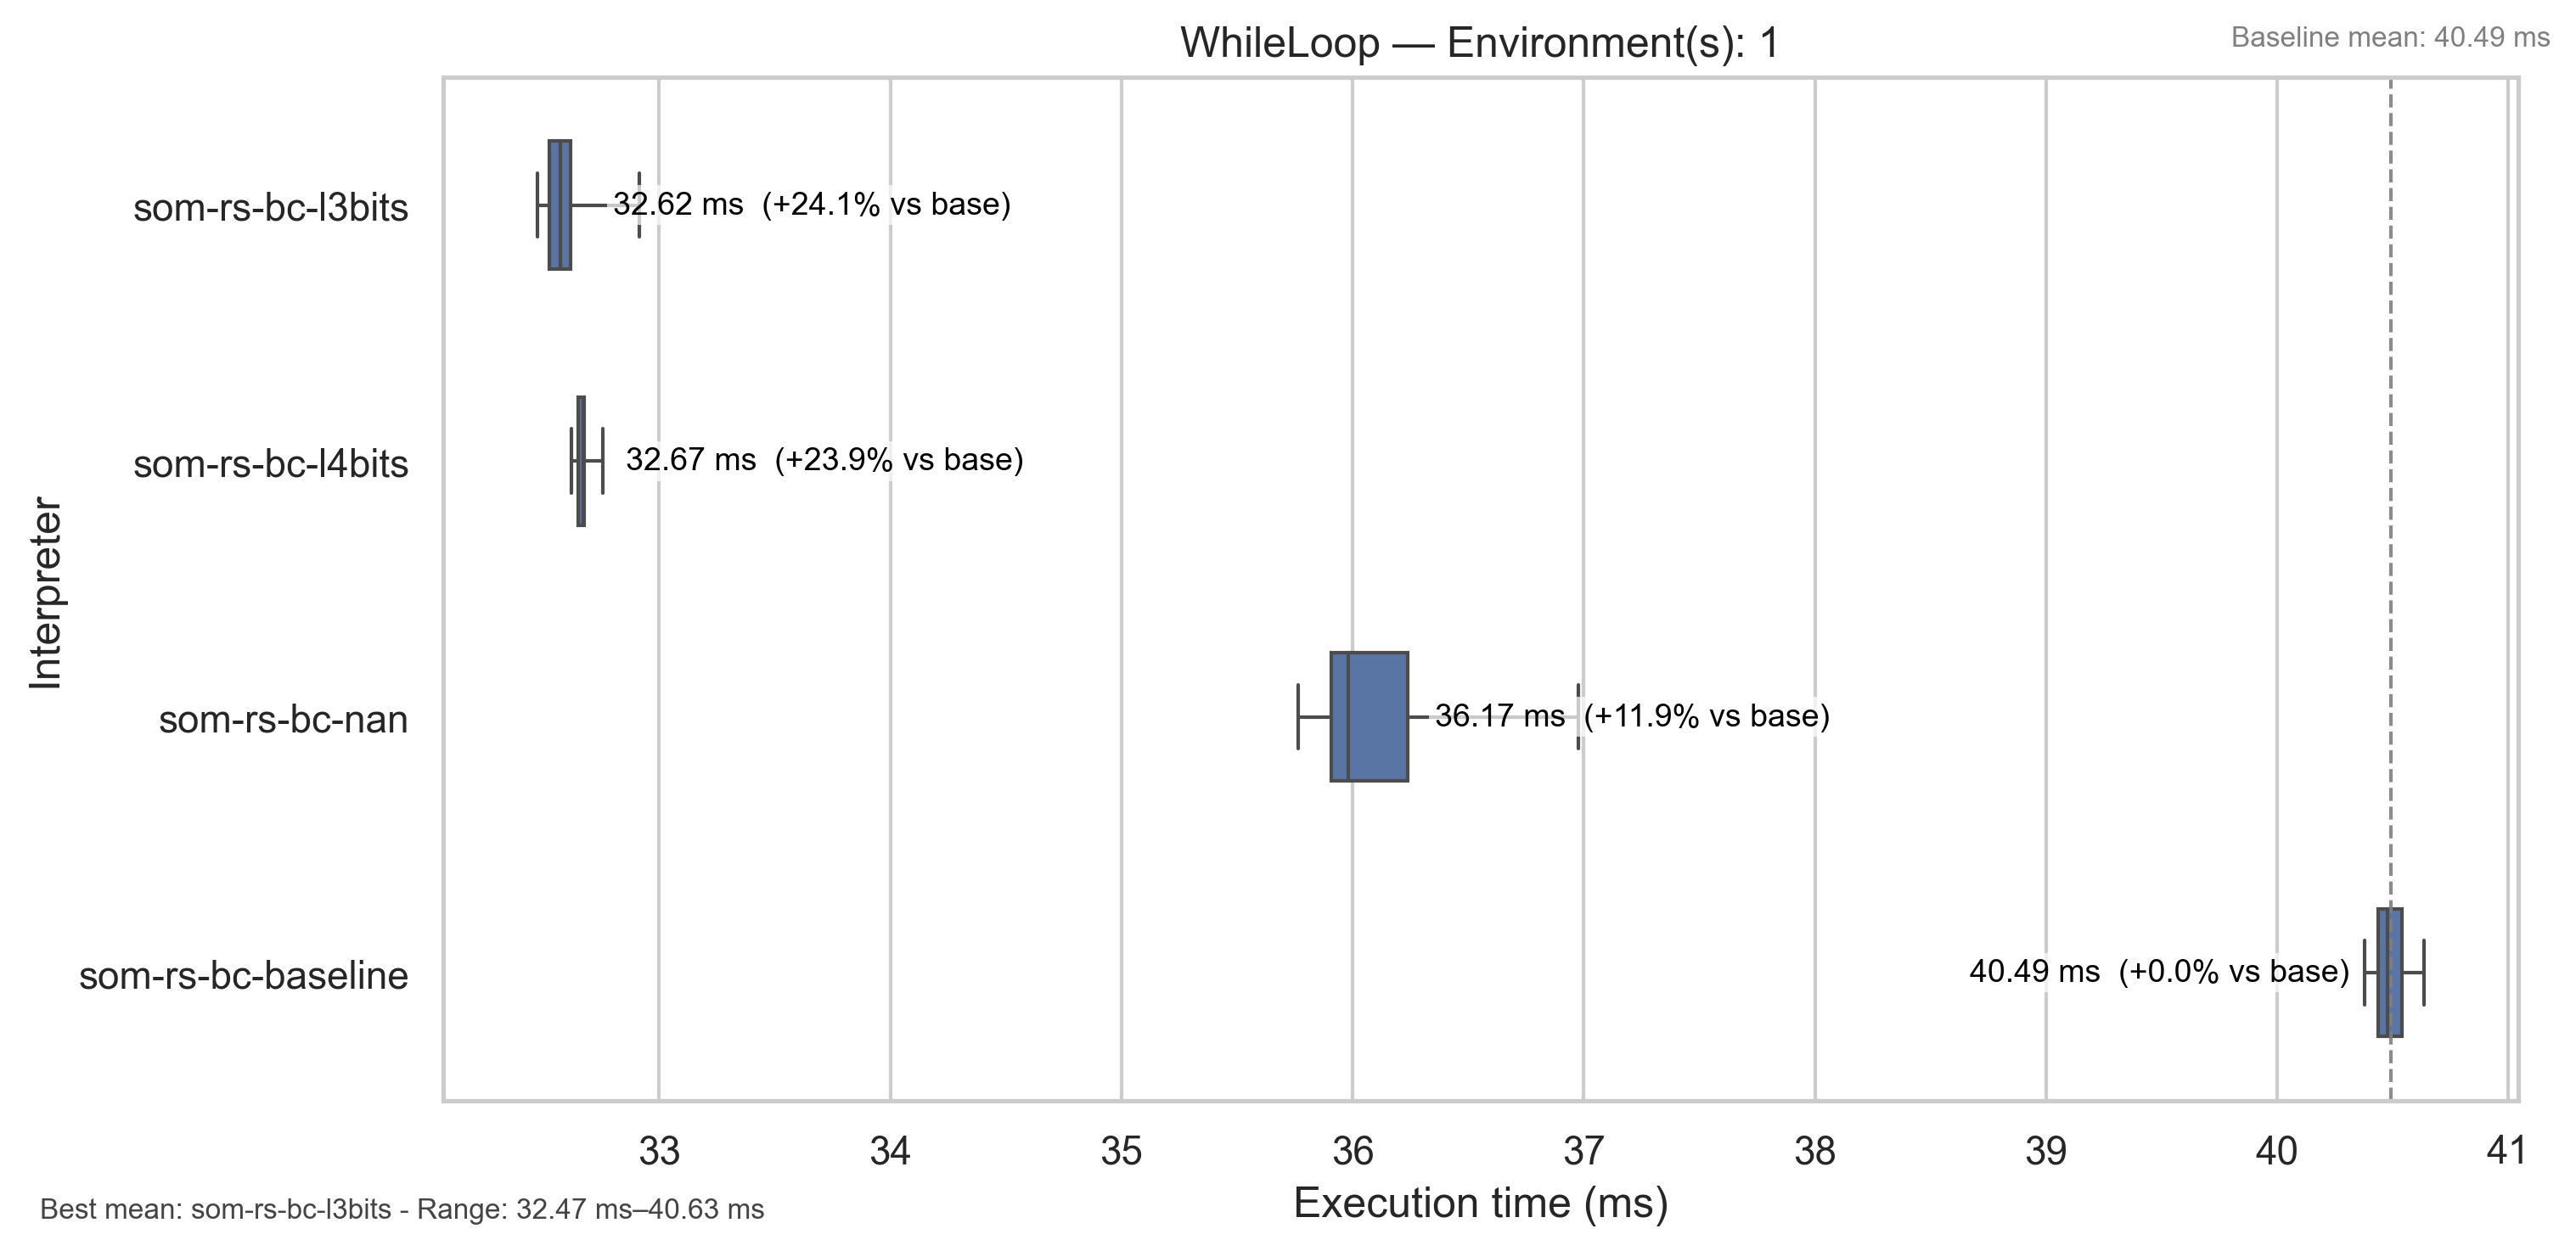 WhileLoop — Environment(s): 1
Baseline mean: 40.49 ms
Interpreter
som-rs-bc-l3bits
32.62 ms  (+24.1% vs base)
som-rs-bc-l4bits
32.67 ms  (+23.9% vs base)
som-rs-bc-nan
36.17 ms  (+11.9% vs base)
som-rs-bc-baseline
40.49 ms  (+0.0% vs base)
33 34 35 36 37 38 39 40 41
Execution time (ms)
Best mean: som-rs-bc-l3bits - Range: 32.47 ms–40.63 ms